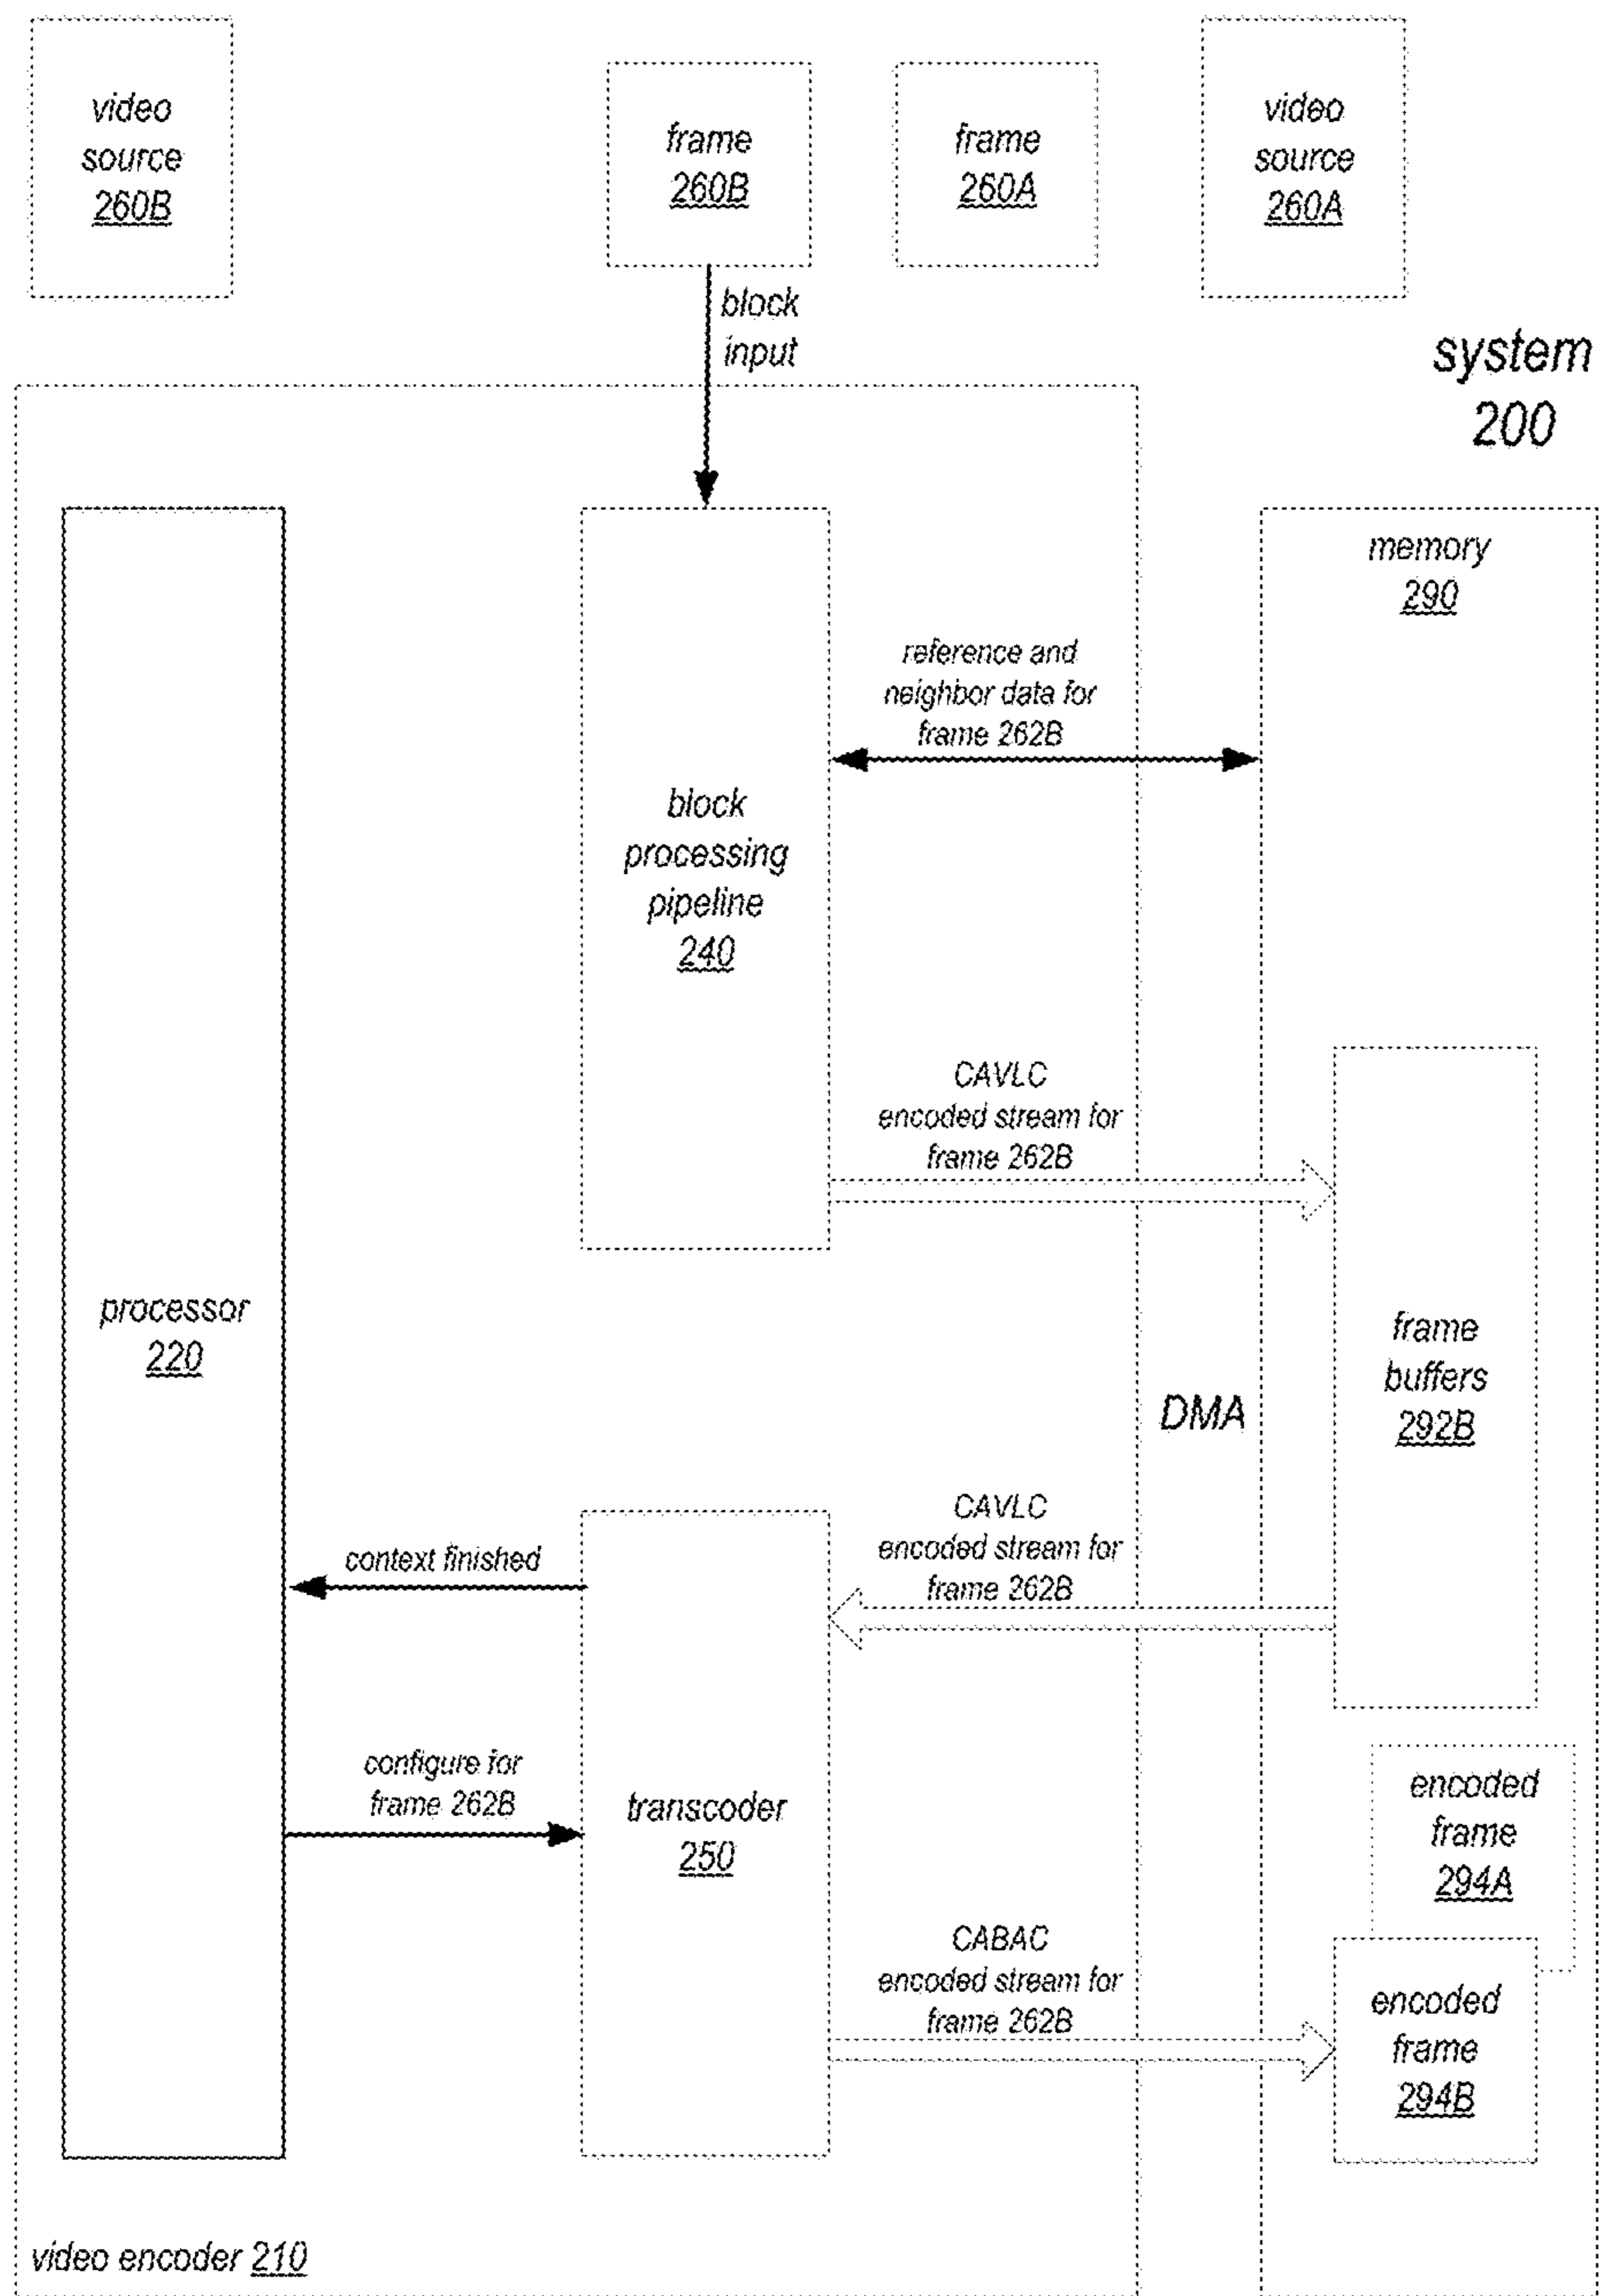 video
source
260B
frame
260B
frame
260A
video
source
260A
block
input
system
200
memory
290
reference and
neighbor data for
frame 262B
block
processing
pipeline
240
CAVLC
encoded stream for
frame 262B
processor
220
frame
buffers
292B
DMA
CAVLC
encoded stream for
frame 262B
context finished
configure for
frame 262B
transcoder
250
encoded
frame
294A
CABAC
encoded stream for
frame 262B
encoded
frame
294B
video encoder 210